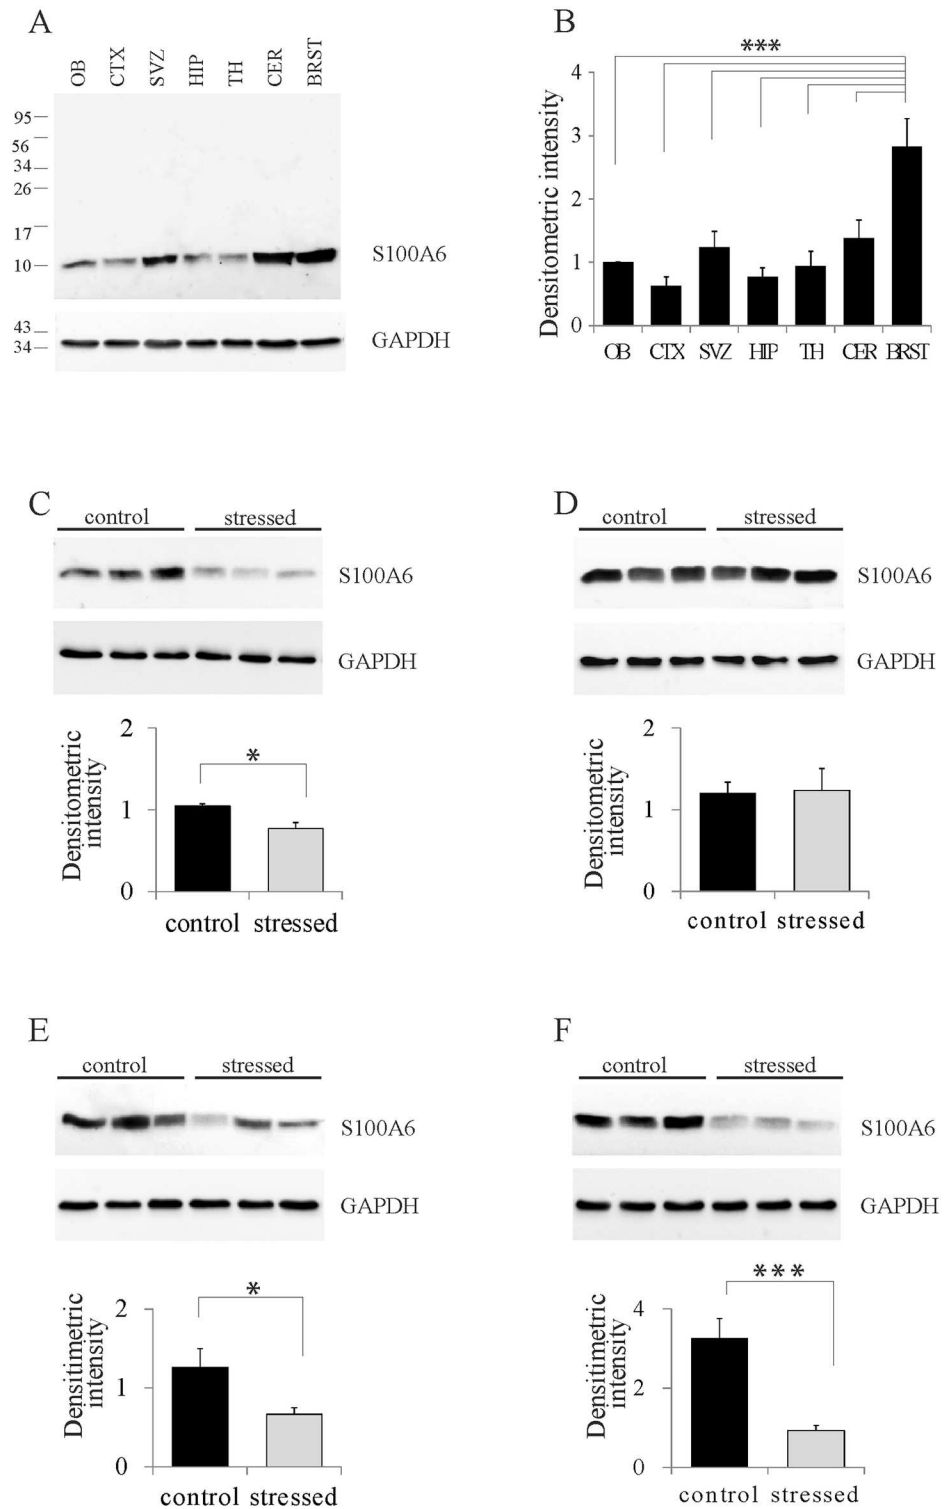 A
OB CTX SVZ HIP TH CER BRST
95
56
34
26
17
10
S100A6
43
34
GAPDH
B
***
Densitometric intensity
4
3
2
1
0
OB CTX SVZ HIP TH CER BRST
C
control stressed
S100A6
GAPDH
Densitometric
intensity
2
1
0
*
control stressed
D
control stressed
S100A6
GAPDH
Densitometric
intensity
2
1
0
control stressed
E
control stressed
S100A6
GAPDH
Densitimetric
intensity
2
1
0
*
control stressed
F
control stressed
S100A6
GAPDH
Densitimetric
intensity
4
2
0
***
control stressed